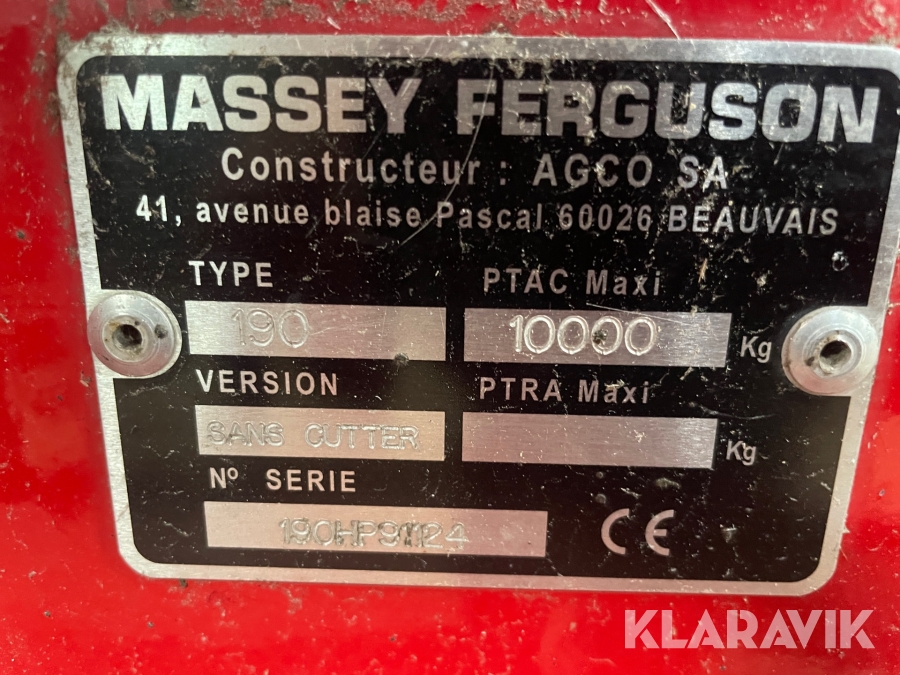 MASSEY FERGUSON
Constructeur : AGCO SA
41, avenue blaise Pascal 60026 BEAUVAIS
TYPE PTAC Maxi
190 10000 Kg
VERSION PTRA Maxi
SANS CUTTER Kg
Nº SERIE
CE
KLARAVIK